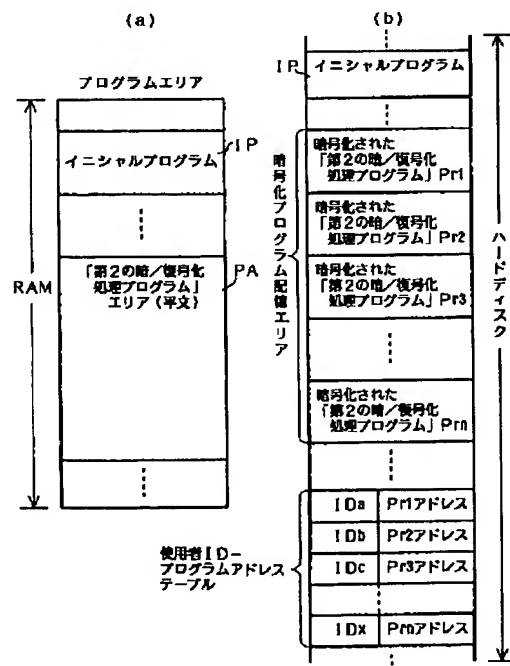 (a)
プログラムエリア
IP
イニシャルプログラム
RAM
「第2の暗/復号化
処理プログラム」
エリア(平文)
PA
(b)
IP
イニシャルプログラム
暗号化プログラム記憶エリア
暗号化された
「第2の暗/復号化
処理プログラム」Pr1
暗号化された
「第2の暗/復号化
処理プログラム」Pr2
暗号化された
「第2の暗/復号化
処理プログラム」Pr3
暗号化された
「第2の暗/復号化
処理プログラム」Prn
ハードディスク
使用者ID-
プログラムアドレス
テーブル
IDa Pr1アドレス
IDb Pr2アドレス
IDc Pr3アドレス
IDx Prnアドレス